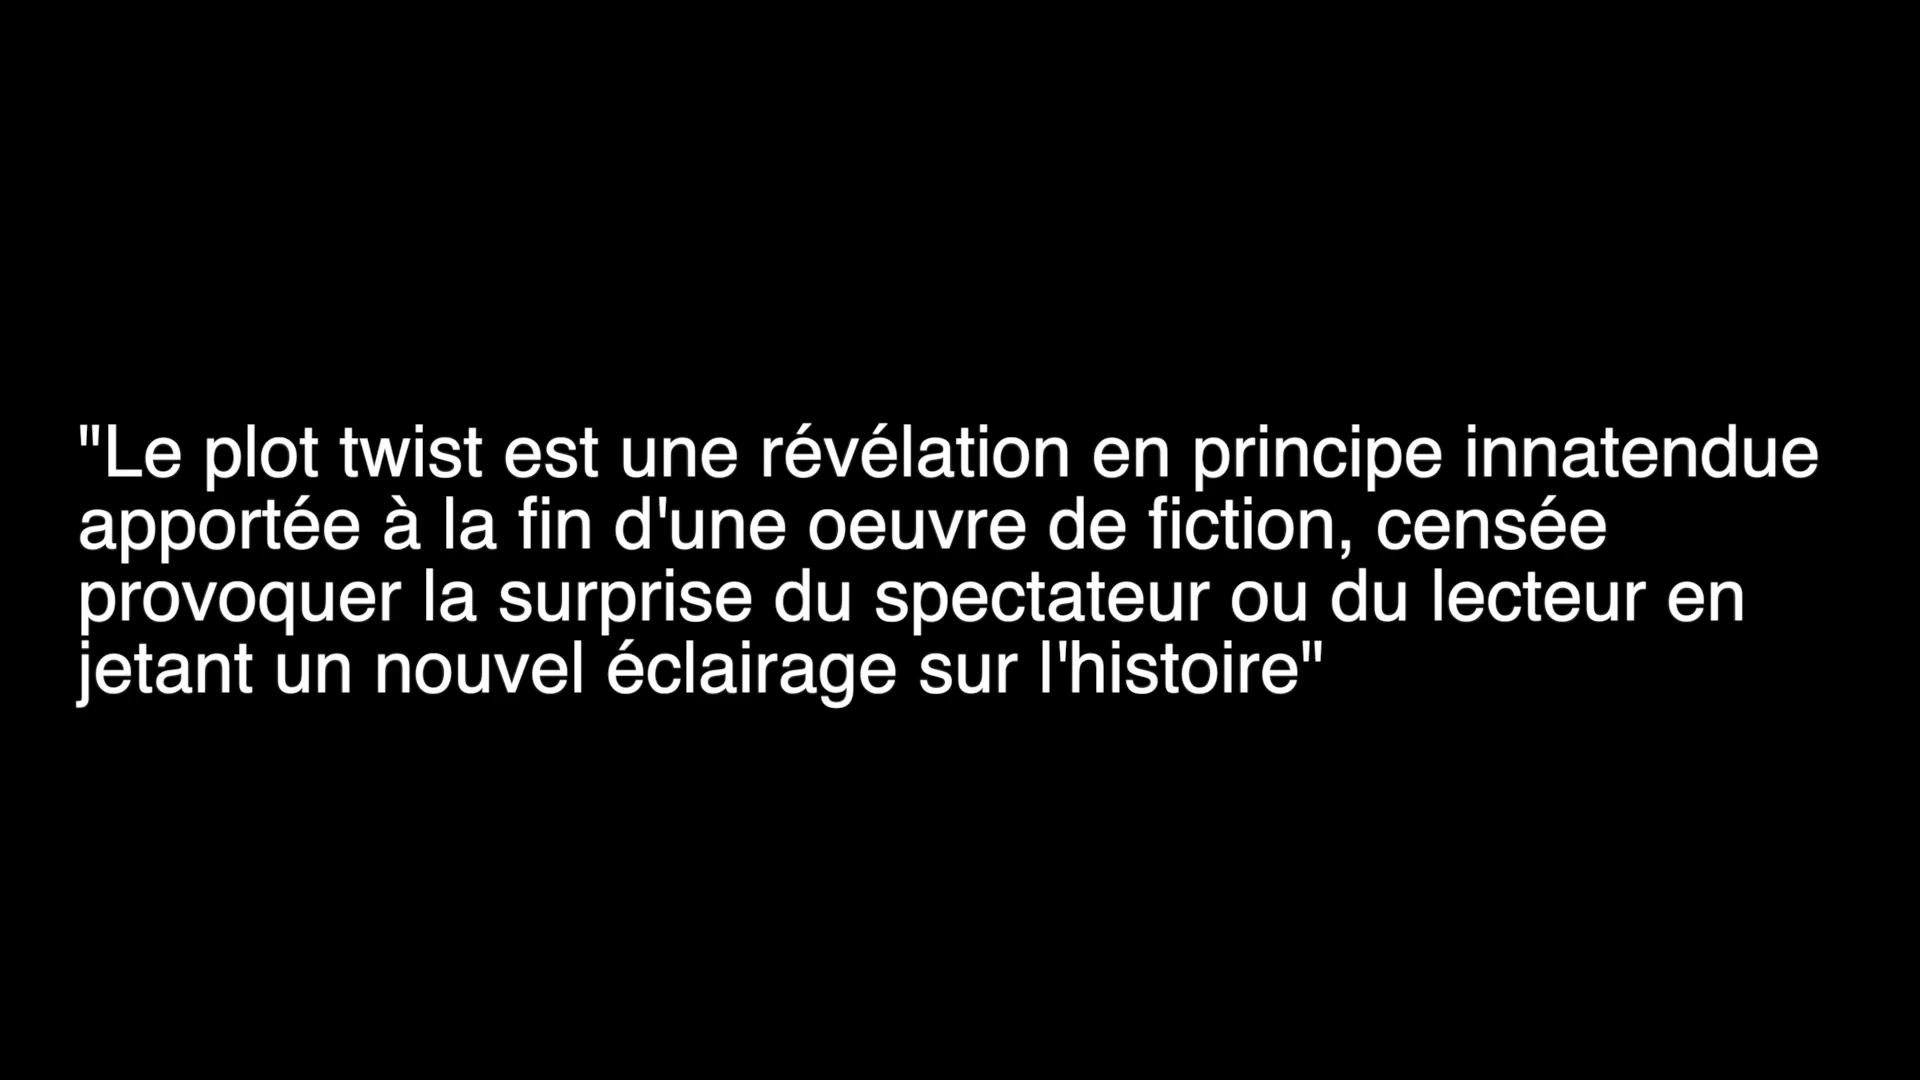 "Le plot twist est une révélation en principe innatendue
apportée à la fin d'une oeuvre de fiction, censée
provoquer la surprise du spectateur ou du lecteur en
jetant un nouvel éclairage sur l'histoire"